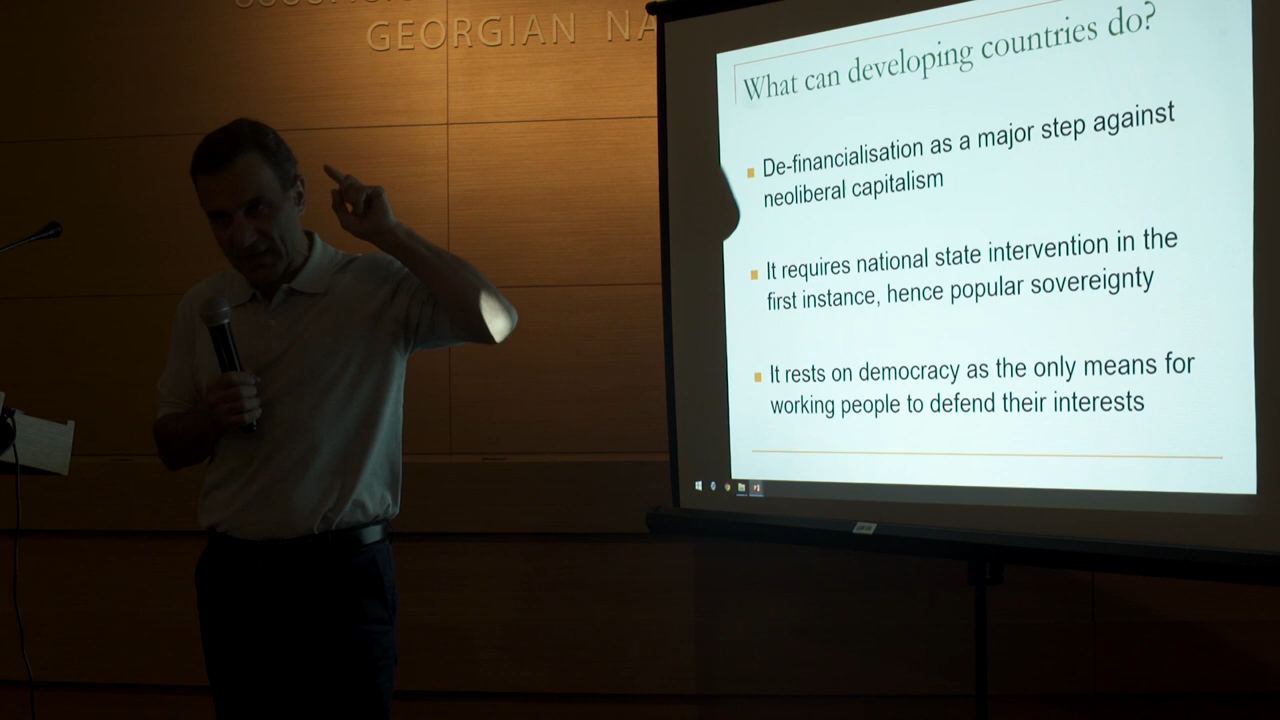 GEORGIAN NA
What can developing countries do?
De-financialisation as a major step against
neoliberal capitalism
It requires national state intervention in the
first instance, hence popular sovereignty
It rests on democracy as the only means for
working people to defend their interests